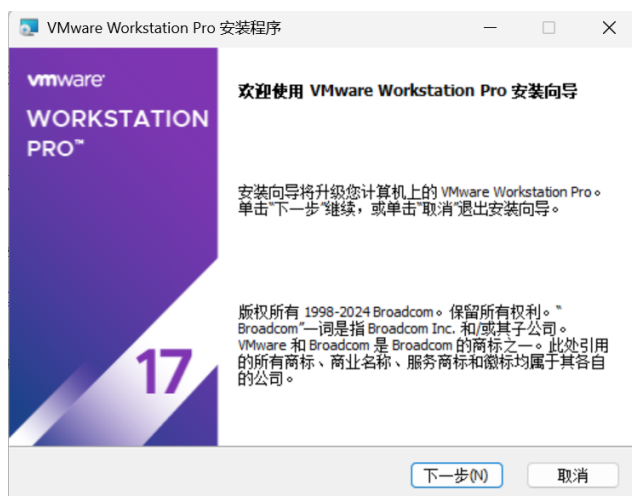 VMware Workstation Pro 安装程序
vmware®
WORKSTATION
PRO™
17
欢迎使用 VMware Workstation Pro 安装向导
安装向导将升级您计算机上的 VMware Workstation Pro。
单击“下一步”继续，或单击“取消”退出安装向导。
版权所有 1998-2024 Broadcom。保留所有权利。“
Broadcom”一词是指 Broadcom Inc. 和/或其子公司。
VMware 和 Broadcom 是 Broadcom 的商标之一。此处引用
的所有商标、商业名称、服务商标和徽标均属于其各自
的公司。
下一步(N)
取消